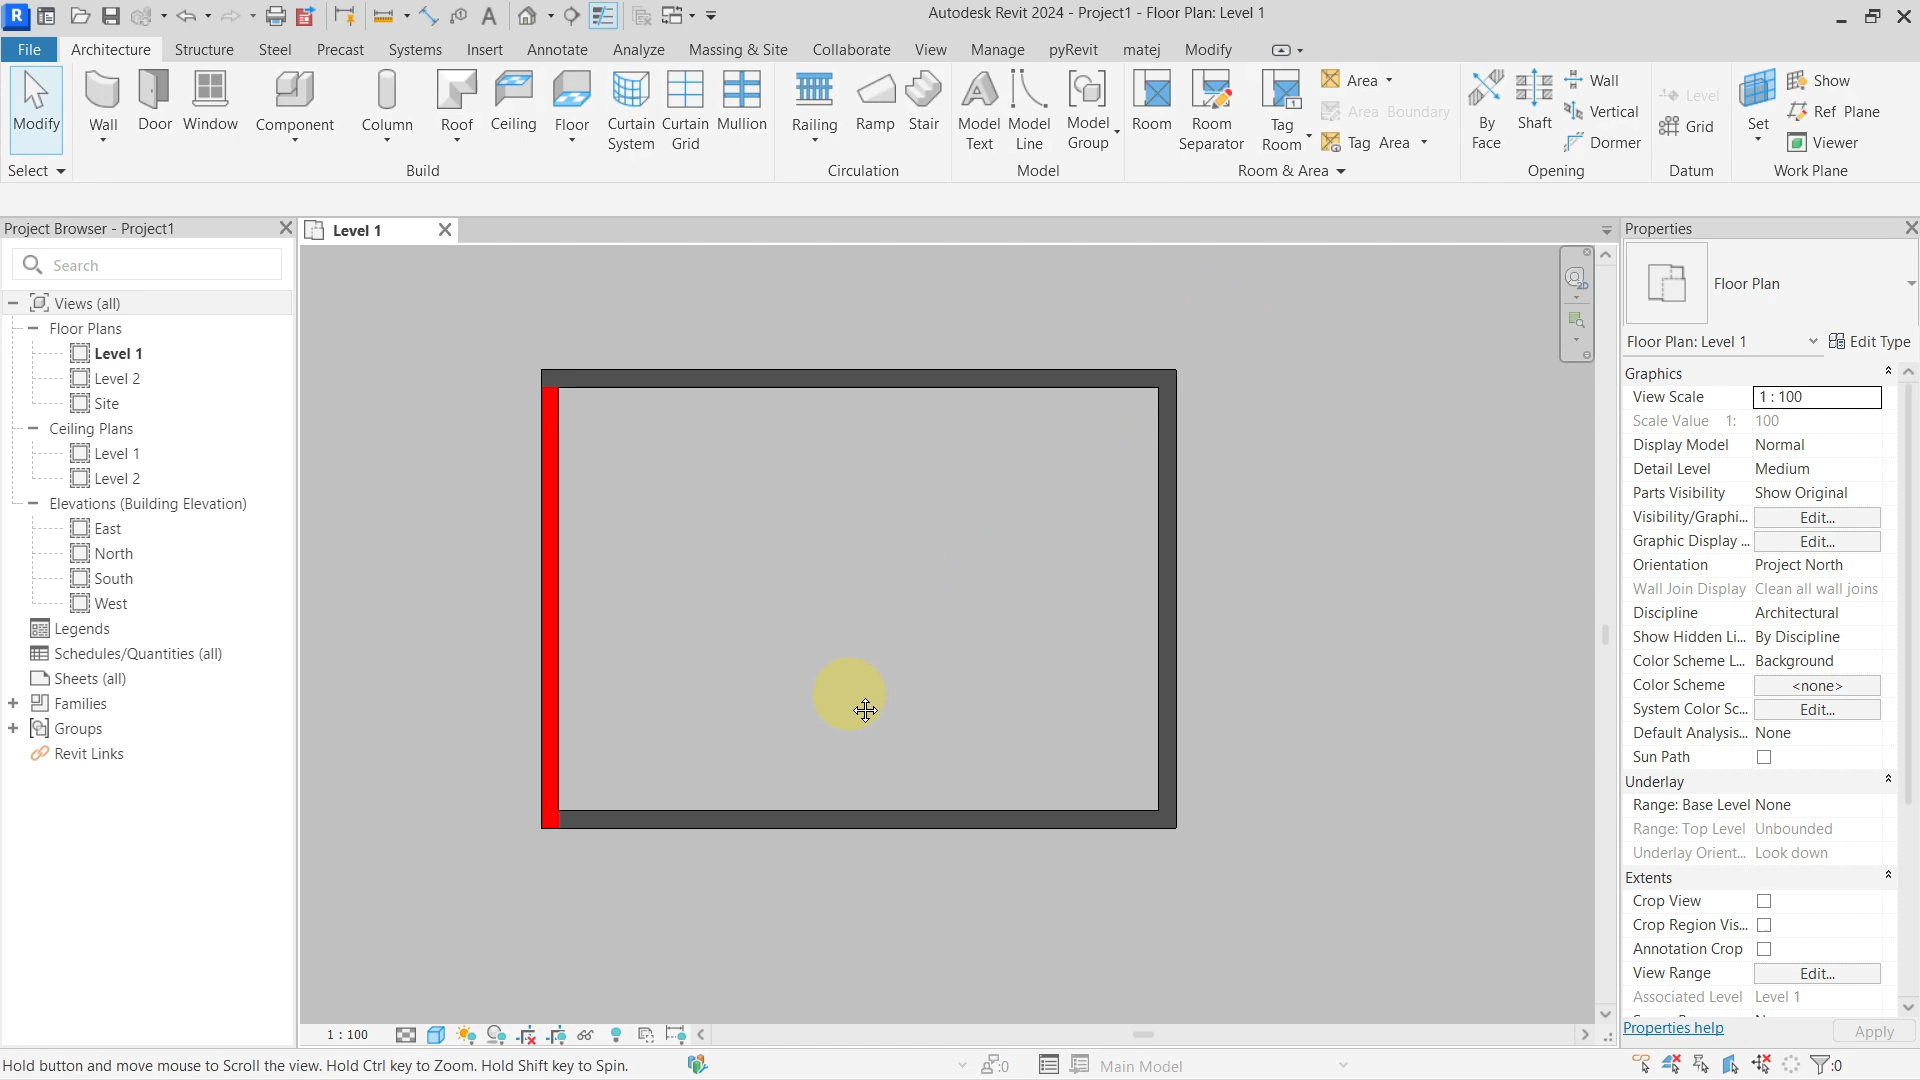 Autodesk Revit 2024 - Project1 - Floor Plan: Level 1
File Architecture Structure Steel Precast Systems Insert Annotate Analyze Massing & Site Collaborate View Manage pyRevit matej Modify
Modify
Wall
Door
Window
Component
Column
Roof
Ceiling
Floor
Curtain System
Curtain Grid
Mullion
Railing
Ramp
Stair
Model Text
Model Line
Model Group
Room
Room Separator
Tag Room
Area
Area Boundary
Tag Area
By Face
Shaft
Wall
Vertical
Dormer
Level
Grid
Set
Show
Ref Plane
Viewer
Select Build Circulation Model Room & Area Opening Datum Work Plane
Project Browser - Project1
Search
Views (all)
Floor Plans
Level 1
Level 2
Site
Ceiling Plans
Level 1
Level 2
Elevations (Building Elevation)
East
North
South
West
Legends
Schedules/Quantities (all)
Sheets (all)
Families
Groups
Revit Links
Level 1
2D
Properties
Floor Plan
Floor Plan: Level 1 Edit Type
Graphics
View Scale 1 : 100
Scale Value 1: 100
Display Model Normal
Detail Level Medium
Parts Visibility Show Original
Visibility/Graphi... Edit...
Graphic Display ... Edit...
Orientation Project North
Wall Join Display Clean all wall joins
Discipline Architectural
Show Hidden Li... By Discipline
Color Scheme L... Background
Color Scheme <none>
System Color Sc... Edit...
Default Analysis... None
Sun Path
Underlay
Range: Base Level None
Range: Top Level Unbounded
Underlay Orient... Look down
Extents
Crop View
Crop Region Vis...
Annotation Crop
View Range Edit...
Associated Level Level 1
Properties help Apply
1 : 100
Hold button and move mouse to Scroll the view. Hold Ctrl key to Zoom. Hold Shift key to Spin. :0 Main Model :0